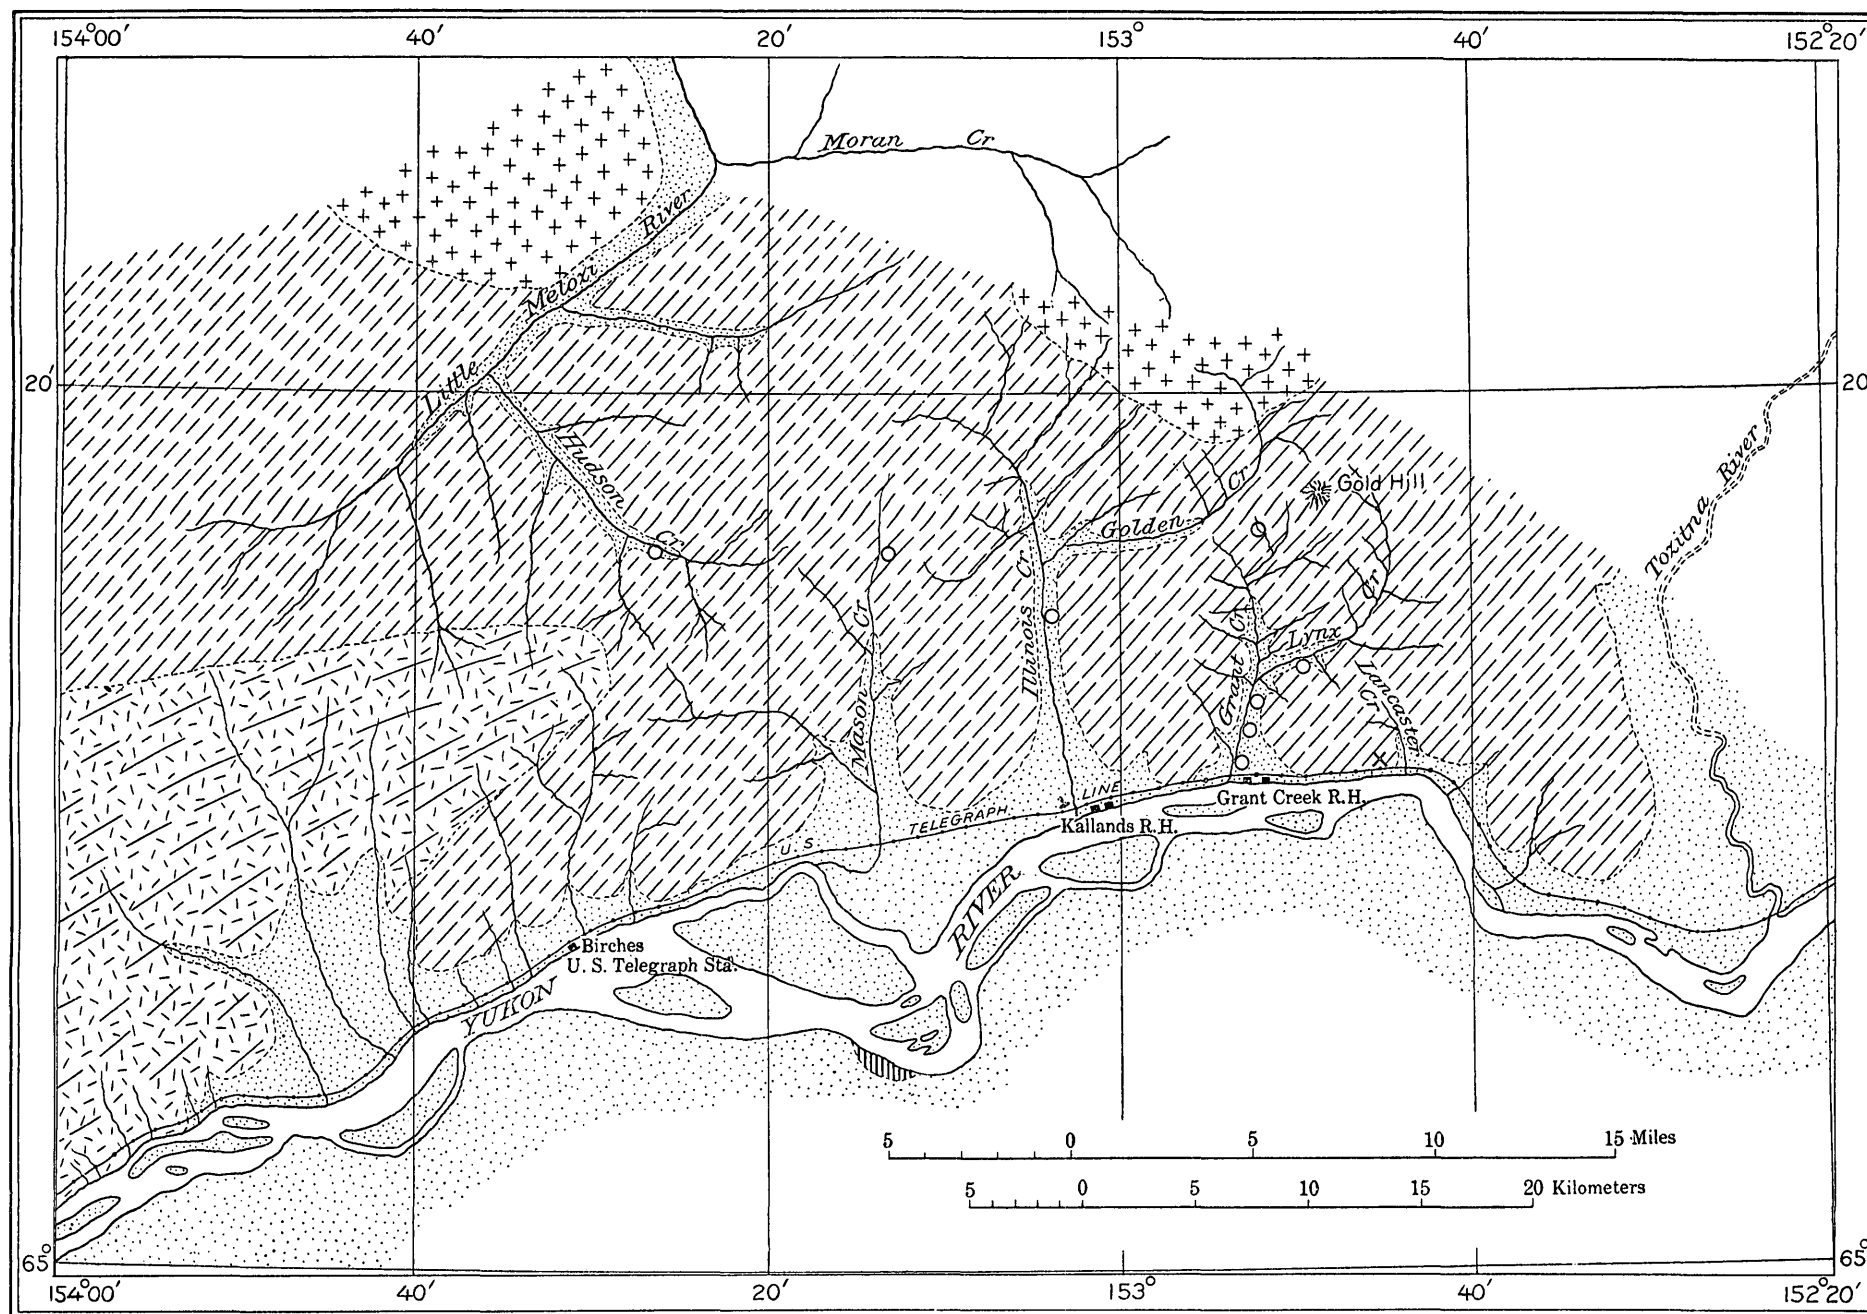 154°00′ 40′ 20′ 153° 40′ 152°20′
Moran Cr
Little Meloxi River
20′ 20′
Hudson Cr
Gold Hill
Golden Cr
Tozitna River
Mason Cr
Illinois Cr
Grant Cr
Lynx Cr
Lancaster Cr
U. S. TELEGRAPH LINE
Grant Creek R.H.
Kallands R.H.
YUKON RIVER
Birches
U. S. Telegraph Sta.
5 0 5 10 15 Miles
5 0 5 10 15 20 Kilometers
65° 65°
154°00′ 40′ 20′ 153° 40′ 152°20′